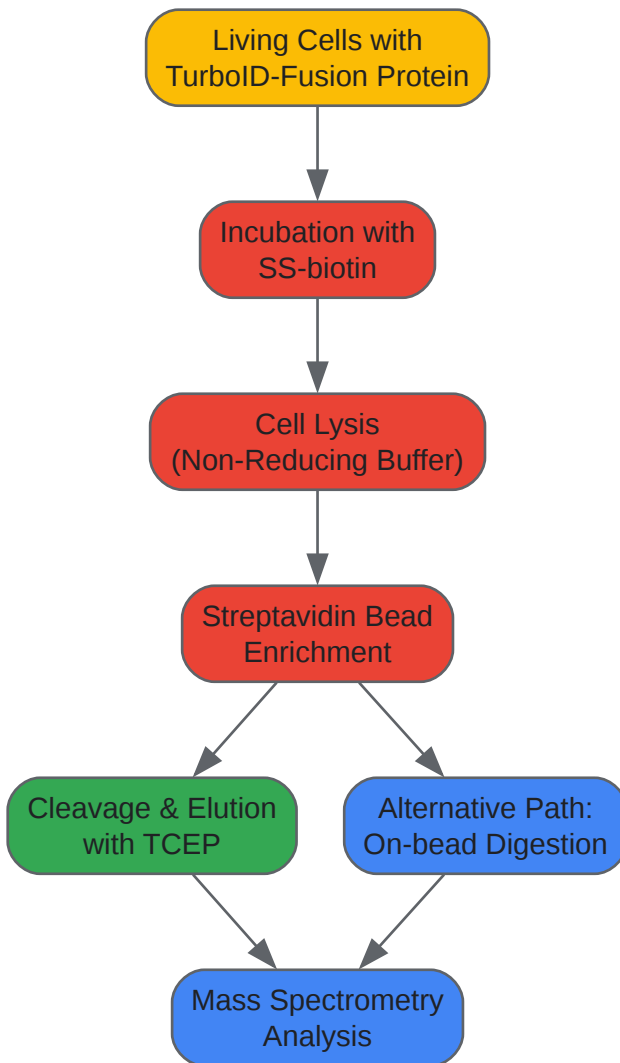 Living Cells with
TurboID-Fusion Protein
Incubation with
SS-biotin
Cell Lysis
(Non-Reducing Buffer)
Streptavidin Bead
Enrichment
Cleavage & Elution
with TCEP
Alternative Path:
On-bead Digestion
Mass Spectrometry
Analysis